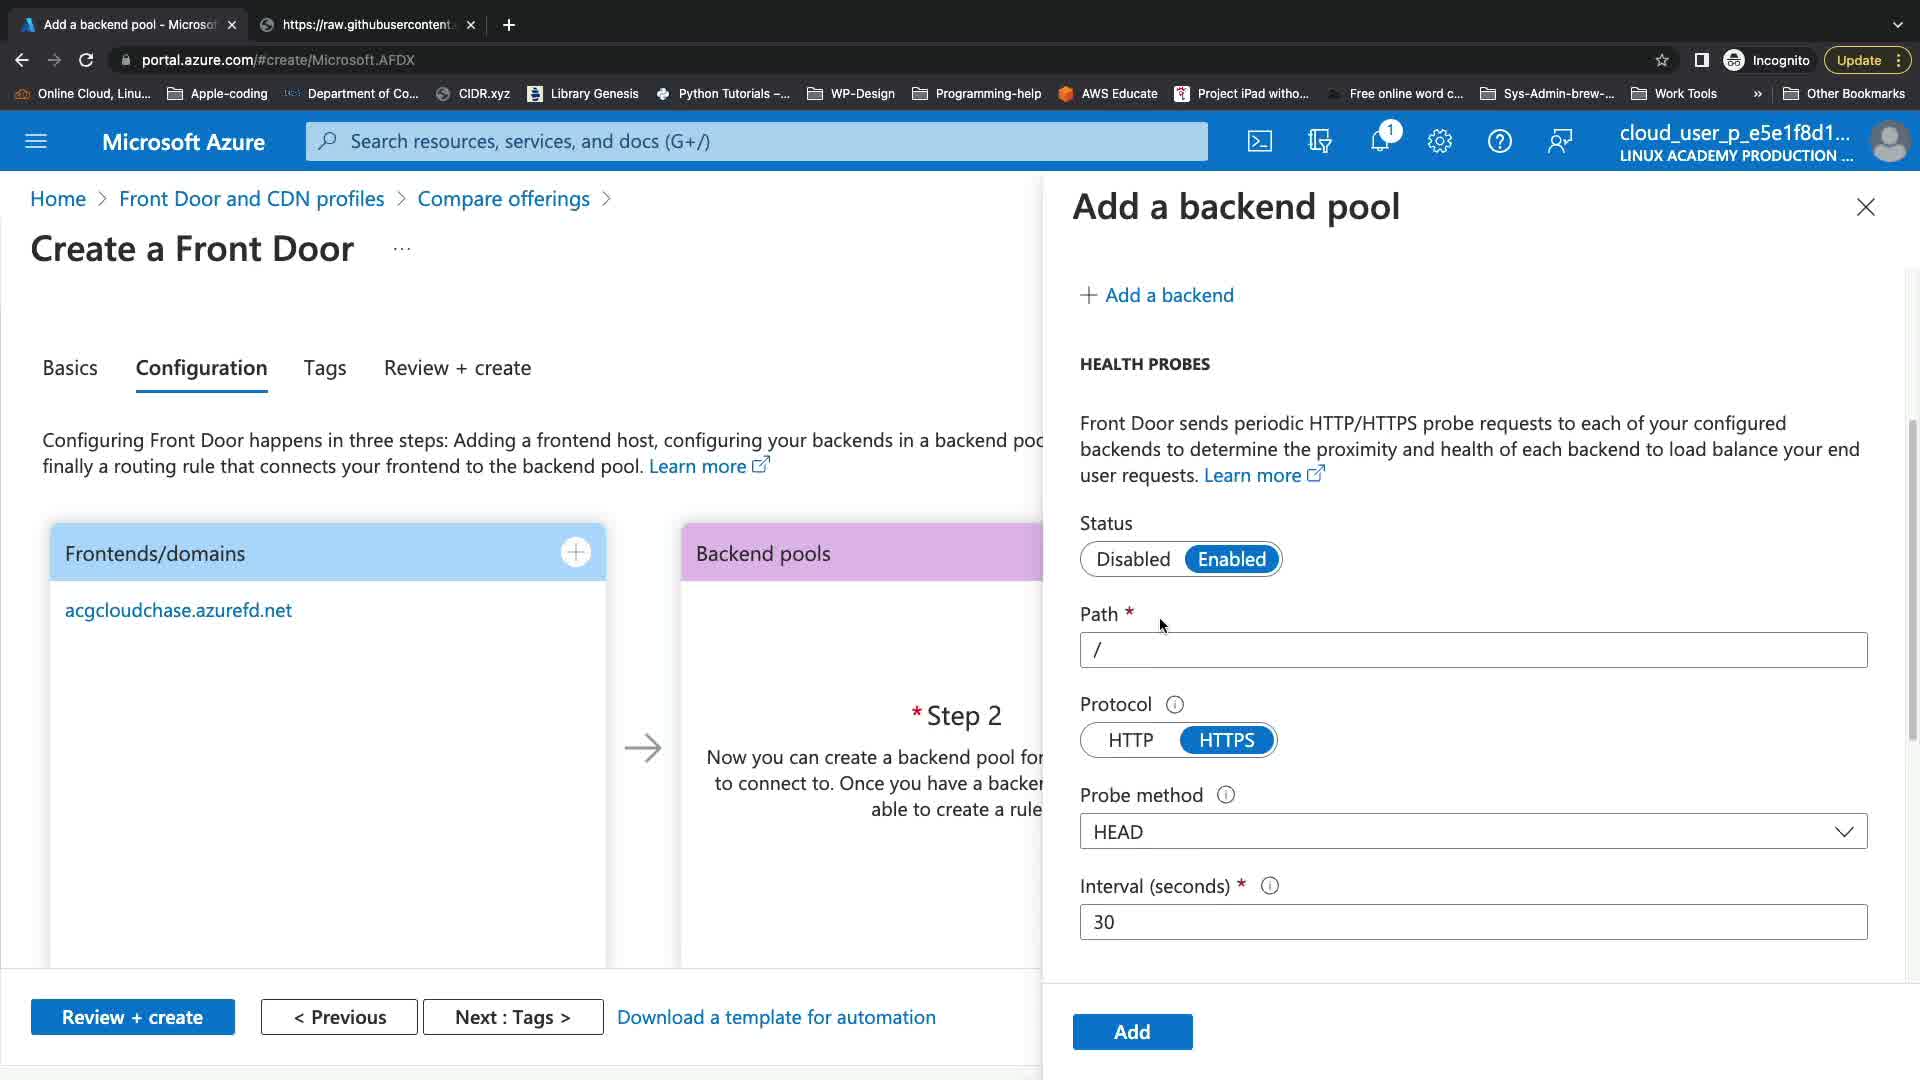 Add a backend pool - Microsof
https://raw.githubusercontent.
portal.azure.com/#create/Microsoft.AFDX
Incognito
Update
Online Cloud, Linu...
Apple-coding
Department of Co...
CIDR.xyz
Library Genesis
Python Tutorials –...
WP-Design
Programming-help
AWS Educate
Project iPad witho...
Free online word c...
Sys-Admin-brew-...
Work Tools
»
Other Bookmarks
Microsoft Azure
Search resources, services, and docs (G+/)
1
cloud_user_p_e5e1f8d1...
LINUX ACADEMY PRODUCTION ...
Home > Front Door and CDN profiles > Compare offerings >
Create a Front Door ...
Basics
Configuration
Tags
Review + create
Configuring Front Door happens in three steps: Adding a frontend host, configuring your backends in a backend poo
finally a routing rule that connects your frontend to the backend pool. Learn more
Frontends/domains
acgcloudchase.azurefd.net
Backend pools
* Step 2
Now you can create a backend pool for
to connect to. Once you have a backen
able to create a rule
Review + create
< Previous
Next : Tags >
Download a template for automation
Add a backend pool
+ Add a backend
HEALTH PROBES
Front Door sends periodic HTTP/HTTPS probe requests to each of your configured
backends to determine the proximity and health of each backend to load balance your end
user requests. Learn more
Status
Disabled Enabled
Path *
/
Protocol
HTTP HTTPS
Probe method
HEAD
Interval (seconds) *
30
Add